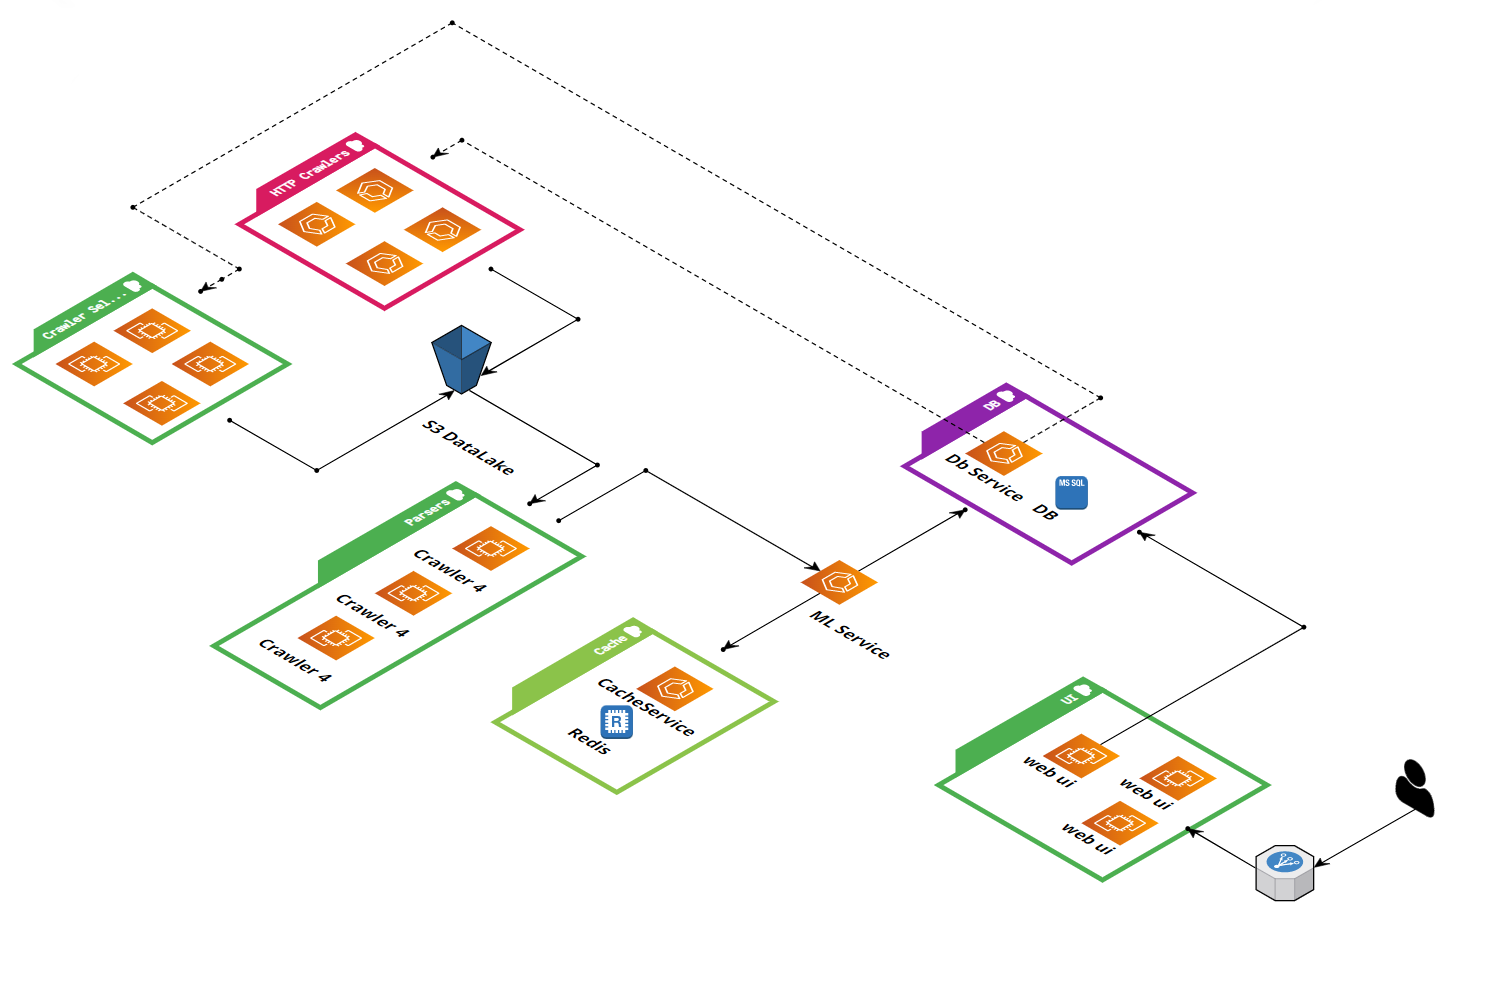 HTTP Crawlers
Crawler Sel...
S3 DataLake
DB
Db Service
MS SQL
DB
Parsers
Crawler 4
Crawler 4
Crawler 4
ML Service
Cache
CacheService
R
Redis
UI
web ui
web ui
web ui